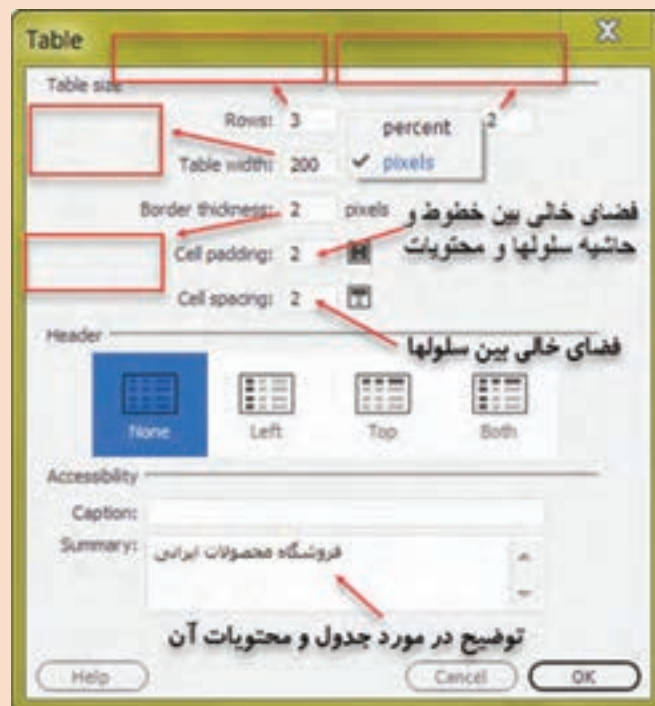 Table
Table size
Rows: 3
2
percent
✓ pixels
Table width: 200
Border thickness: 2 pixels
فضای خالی بین خطوط و
حاشیه سلولها و محتویات
Cell padding: 2
Cell spacing: 2
فضای خالی بین سلولها
Header
None Left Top Both
Accessibility
Caption:
Summary:
فروشگاه محصولات ایرانی
توضیح در مورد جدول و محتویات آن
Help Cancel OK